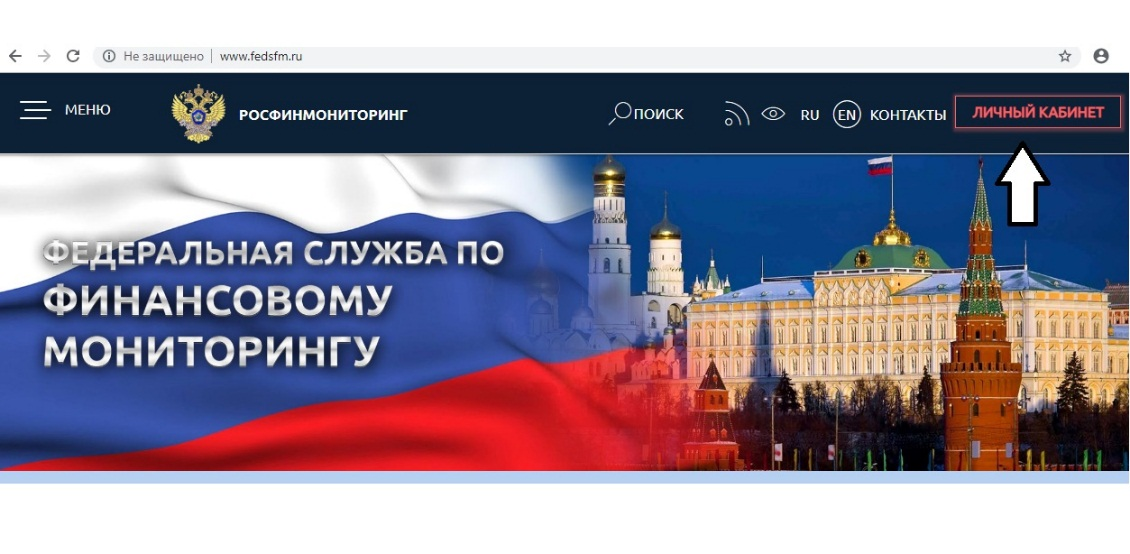 Не защищено | www.fedsfm.ru
МЕНЮ
РОСФИНМОНИТОРИНГ
ПОИСК
RU
EN
КОНТАКТЫ
ЛИЧНЫЙ КАБИНЕТ
ФЕДЕРАЛЬНАЯ СЛУЖБА ПО
ФИНАНСОВОМУ
МОНИТОРИНГУ